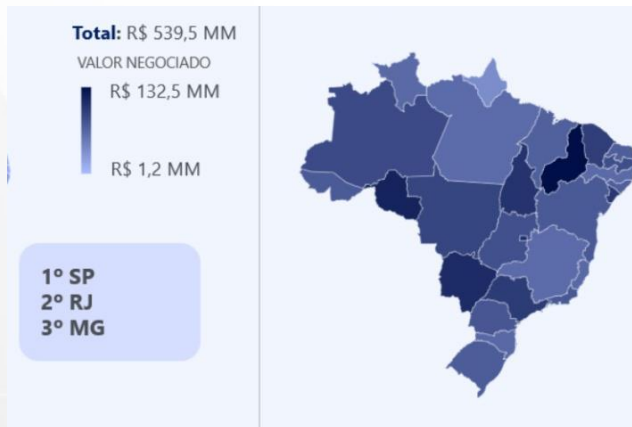 Total: R$ 539,5 MM
VALOR NEGOCIADO
R$ 132,5 MM
R$ 1,2 MM
1º SP
2º RJ
3º MG